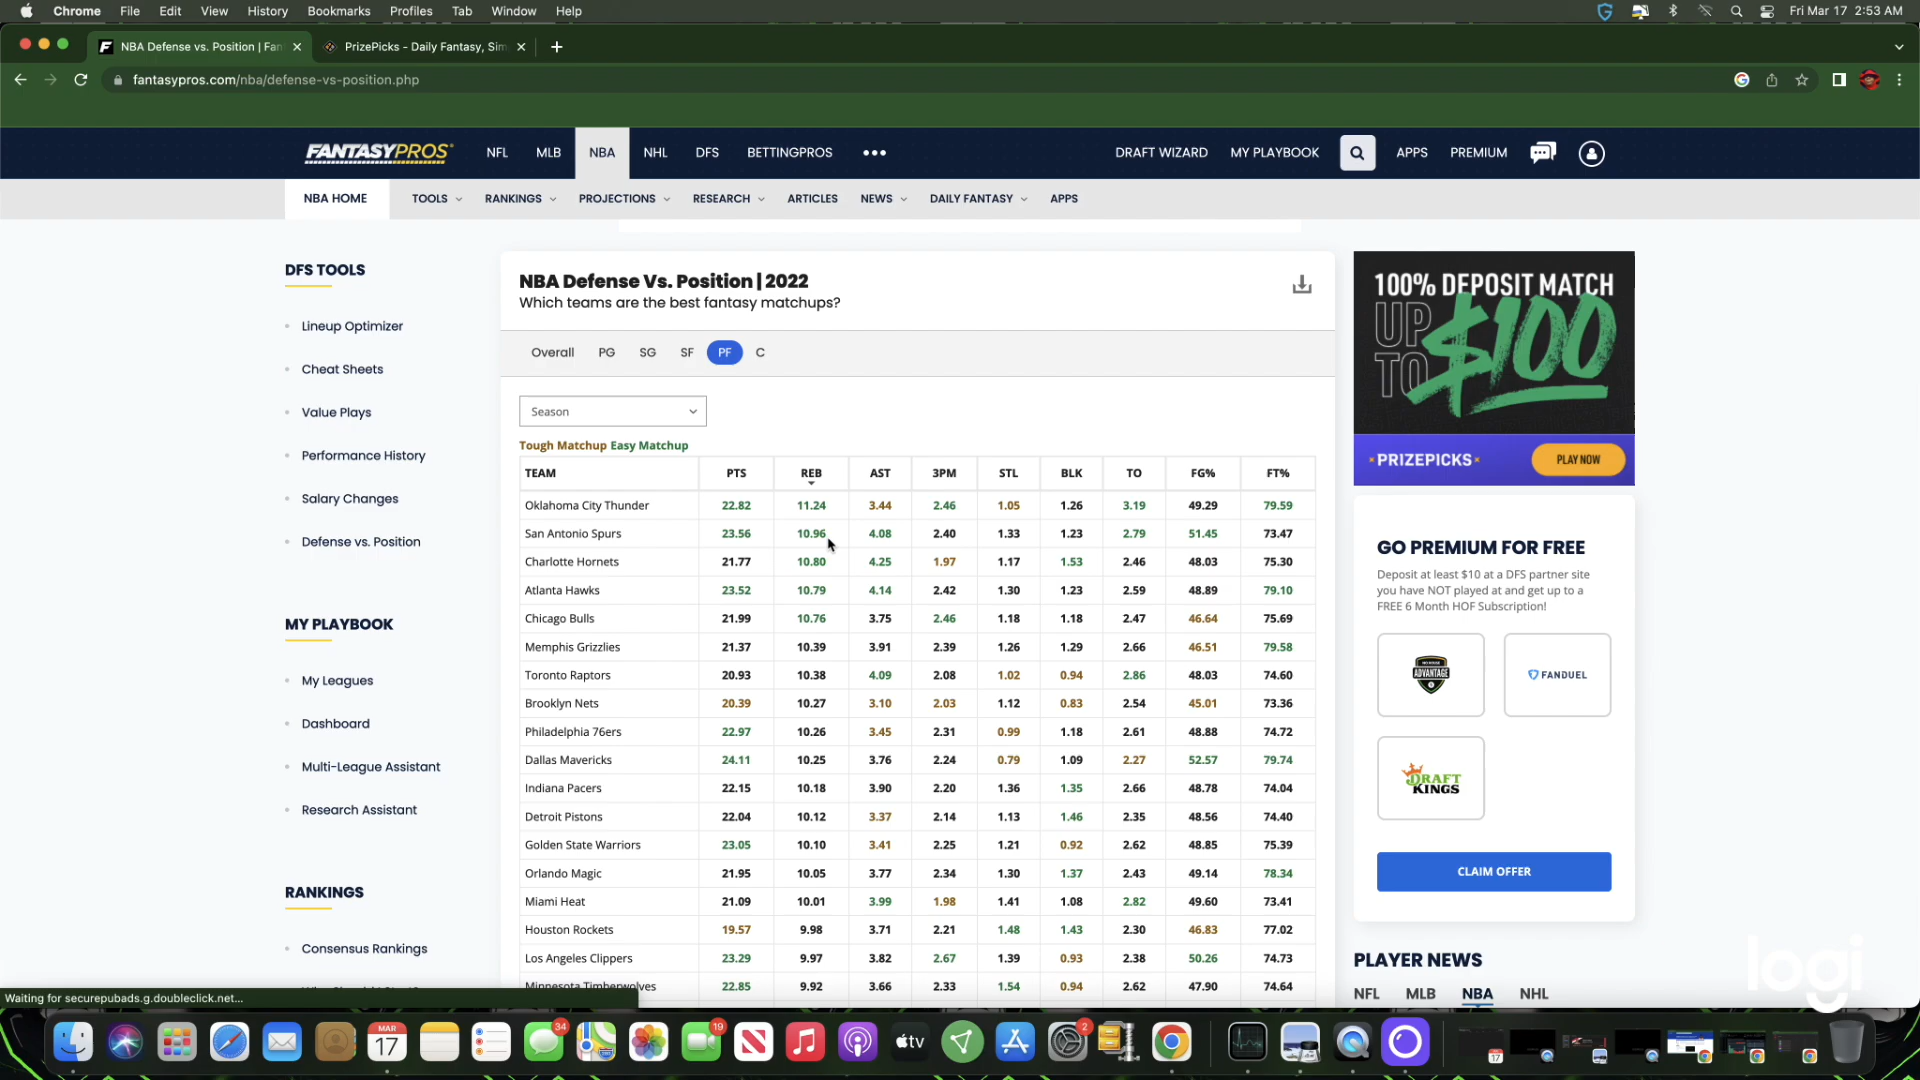 Chrome File Edit View History Bookmarks Profiles Tab Window Help Fri Mar 17 2:53 AM
NBA Defense vs. Position | Fan PrizePicks - Daily Fantasy, Sim
fantasypros.com/nba/defense-vs-position.php
FANTASYPROS NFL MLB NBA NHL DFS BETTINGPROS ••• DRAFT WIZARD MY PLAYBOOK APPS PREMIUM
NBA HOME TOOLS RANKINGS PROJECTIONS RESEARCH ARTICLES NEWS DAILY FANTASY APPS
DFS TOOLS
Lineup Optimizer
Cheat Sheets
Value Plays
Performance History
Salary Changes
Defense vs. Position
MY PLAYBOOK
My Leagues
Dashboard
Multi-League Assistant
Research Assistant
RANKINGS
Consensus Rankings
NBA Defense Vs. Position | 2022
Which teams are the best fantasy matchups?
Overall PG SG SF PF C
Season
Tough Matchup Easy Matchup
TEAM PTS REB AST 3PM STL BLK TO FG% FT%
Oklahoma City Thunder 22.82 11.24 3.44 2.46 1.05 1.26 3.19 49.29 79.59
San Antonio Spurs 23.56 10.96 4.08 2.40 1.33 1.23 2.79 51.45 73.47
Charlotte Hornets 21.77 10.80 4.25 1.97 1.17 1.53 2.46 48.03 75.30
Atlanta Hawks 23.52 10.79 4.14 2.42 1.30 1.23 2.59 48.89 79.10
Chicago Bulls 21.99 10.76 3.75 2.46 1.18 1.18 2.47 46.64 75.69
Memphis Grizzlies 21.37 10.39 3.91 2.39 1.26 1.29 2.66 46.51 79.58
Toronto Raptors 20.93 10.38 4.09 2.08 1.02 0.94 2.86 48.03 74.60
Brooklyn Nets 20.39 10.27 3.10 2.03 1.12 0.83 2.54 45.01 73.36
Philadelphia 76ers 22.97 10.26 3.45 2.31 0.99 1.18 2.61 48.88 74.72
Dallas Mavericks 24.11 10.25 3.76 2.24 0.79 1.09 2.27 52.57 79.74
Indiana Pacers 22.15 10.18 3.90 2.20 1.36 1.35 2.66 48.78 74.04
Detroit Pistons 22.04 10.12 3.37 2.14 1.13 1.46 2.35 48.56 74.40
Golden State Warriors 23.05 10.10 3.41 2.25 1.21 0.92 2.62 48.85 75.39
Orlando Magic 21.95 10.05 3.77 2.34 1.30 1.37 2.43 49.14 78.34
Miami Heat 21.09 10.01 3.99 1.98 1.41 1.08 2.82 49.60 73.41
Houston Rockets 19.57 9.98 3.71 2.21 1.48 1.43 2.30 46.83 77.02
Los Angeles Clippers 23.29 9.97 3.82 2.67 1.39 0.93 2.38 50.26 74.73
Minnesota Timberwolves 22.85 9.92 3.66 2.33 1.54 0.94 2.62 47.90 74.64
100% DEPOSIT MATCH
UP
TO $100
PRIZEPICKS PLAY NOW
GO PREMIUM FOR FREE
Deposit at least $10 at a DFS partner site
you have NOT played at and get up to a
FREE 6 Month HOF Subscription!
ADVANTAGE
FANDUEL
DRAFT
KINGS
CLAIM OFFER
PLAYER NEWS
NFL MLB NBA NHL
logi
Waiting for securepubads.g.doubleclick.net...
MAR
17
34
19
tv
2
17